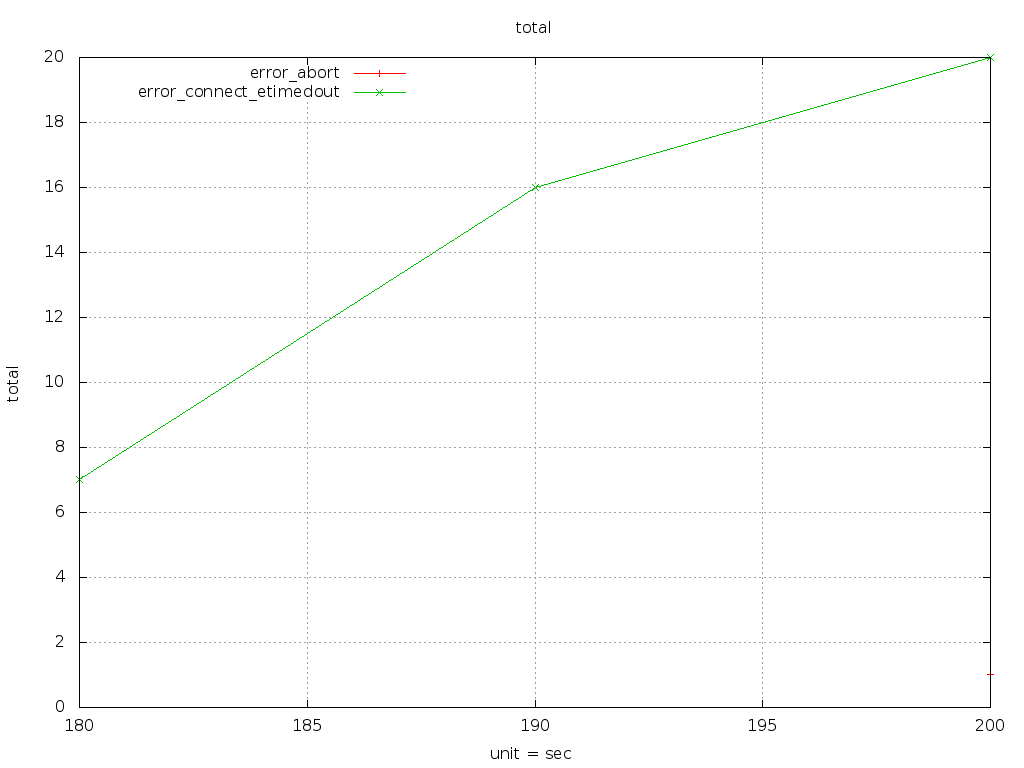 total
error_abort
error_connect_etimedout
20
18
16
14
12
10
8
6
4
2
0
total
180 185 190 195 200
unit = sec